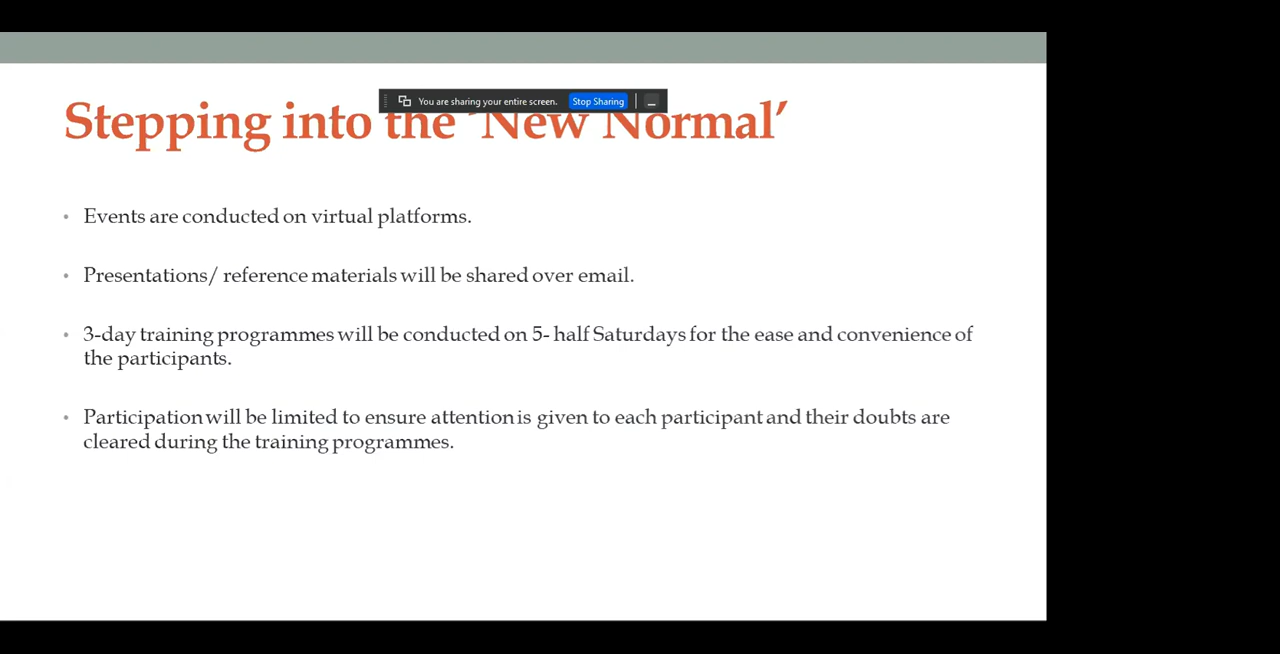 You are sharing your entire screen. Stop Sharing
Stepping into the ‘New Normal’
• Events are conducted on virtual platforms.
• Presentations/ reference materials will be shared over email.
• 3-day training programmes will be conducted on 5- half Saturdays for the ease and convenience of
the participants.
• Participation will be limited to ensure attention is given to each participant and their doubts are
cleared during the training programmes.